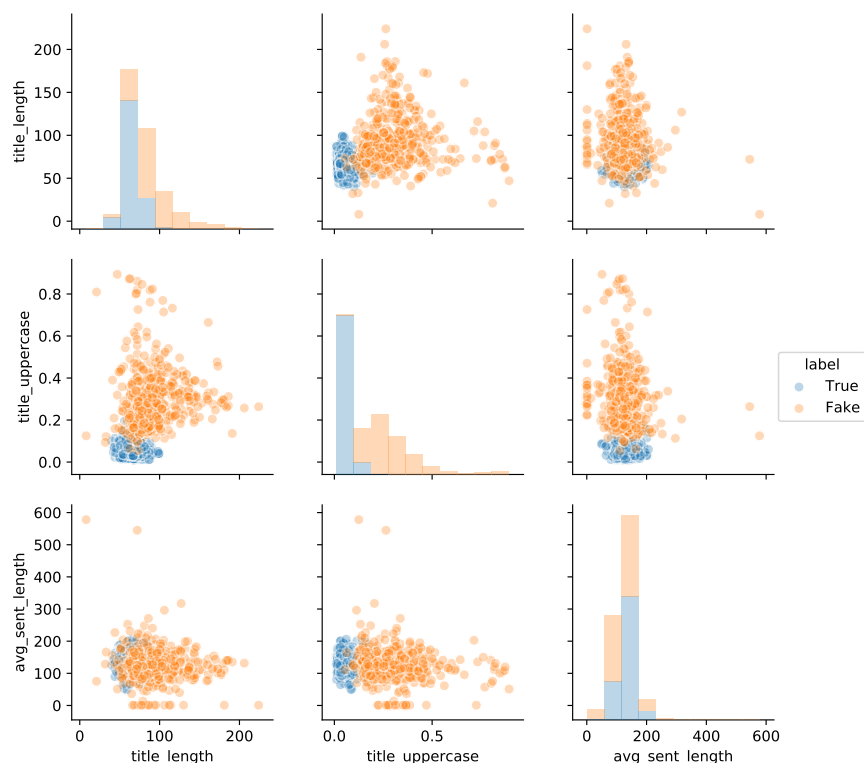 title_length
200
150
100
50
0
title_uppercase
0.8
0.6
0.4
0.2
0.0
label
True
Fake
avg_sent_length
600
500
400
300
200
100
0
0 100 200
0.0 0.5
0 200 400 600
title_length
title_uppercase
avg_sent_length